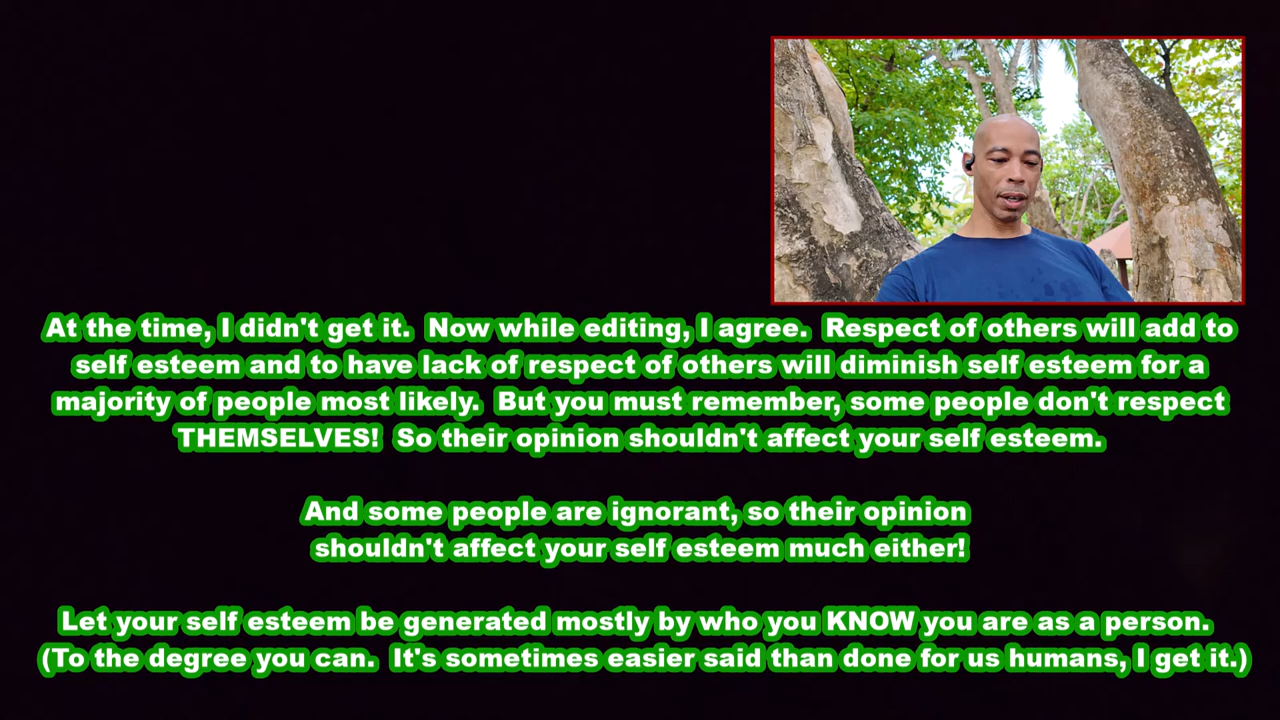 At the time, I didn't get it.  Now while editing, I agree.  Respect of others will add to
self esteem and to have lack of respect of others will diminish self esteem for a
majority of people most likely.  But you must remember, some people don't respect
THEMSELVES!  So their opinion shouldn't affect your self esteem.
And some people are ignorant, so their opinion
shouldn't affect your self esteem much either!
Let your self esteem be generated mostly by who you KNOW you are as a person.
(To the degree you can.  It's sometimes easier said than done for us humans, I get it.)